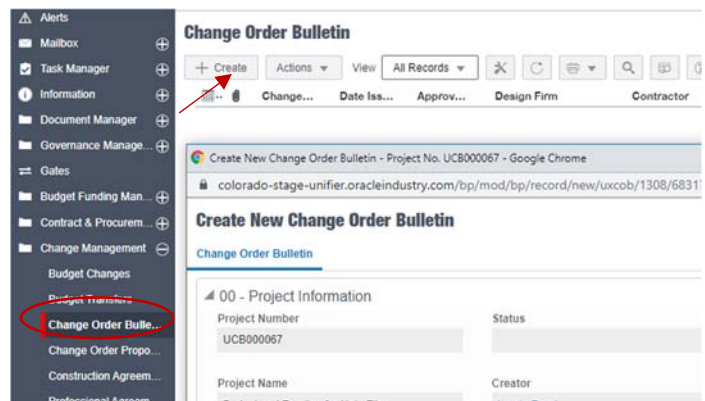 Alerts
Mailbox
Task Manager
Information
Document Manager
Governance Manage...
Gates
Budget Funding Man...
Contract & Procurem...
Change Management
Budget Changes
Budget Transfers
Change Order Bulle...
Change Order Propo...
Construction Agreem...
Professional Agreem...
Change Order Bulletin
+ Create Actions View All Records
Change... Date Iss... Approv... Design Firm Contractor
Create New Change Order Bulletin - Project No. UCB000067 - Google Chrome
colorado-stage-unifier.oracleindustry.com/bp/mod/bp/record/new/uxcob/1308/6831
Create New Change Order Bulletin
Change Order Bulletin
00 - Project Information
Project Number Status
UCB000067
Project Name Creator